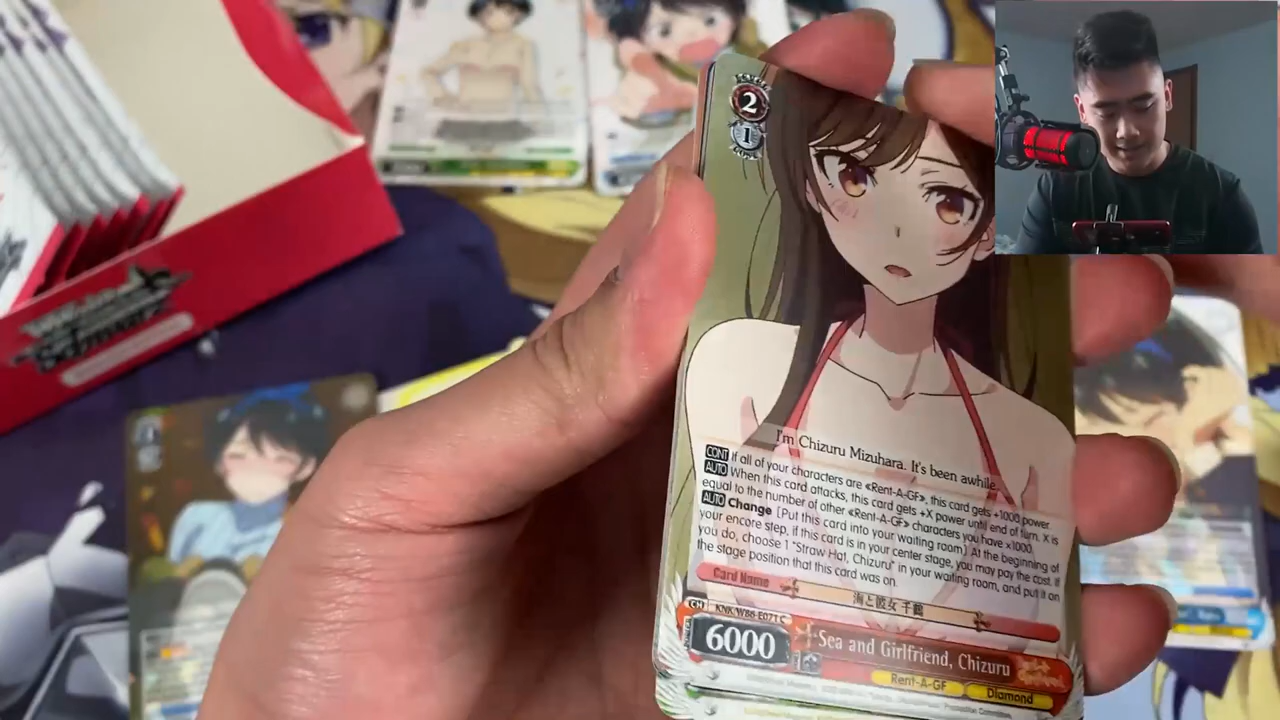 2
1
I'm Chizuru Mizuhara. It's been awhile.
CONT If all of your characters are «Rent-A-GF», this card gets +1000 power.
AUTO When this card attacks, this card gets +X power until end of turn. X is
equal to the number of other «Rent-A-GF» characters you have ×1000.
AUTO Change [Put this card into your waiting room] At the beginning of
your encore step, if this card is in your center stage, you may pay the cost. If
you do, choose 1 "Straw Hat, Chizuru" in your waiting room, and put it on
the stage position that this card was on.
Card Name 海と彼女 千鶴
CH KNK/W86-E071 C
6000 Sea and Girlfriend, Chizuru
Rent-A-GF Diamond